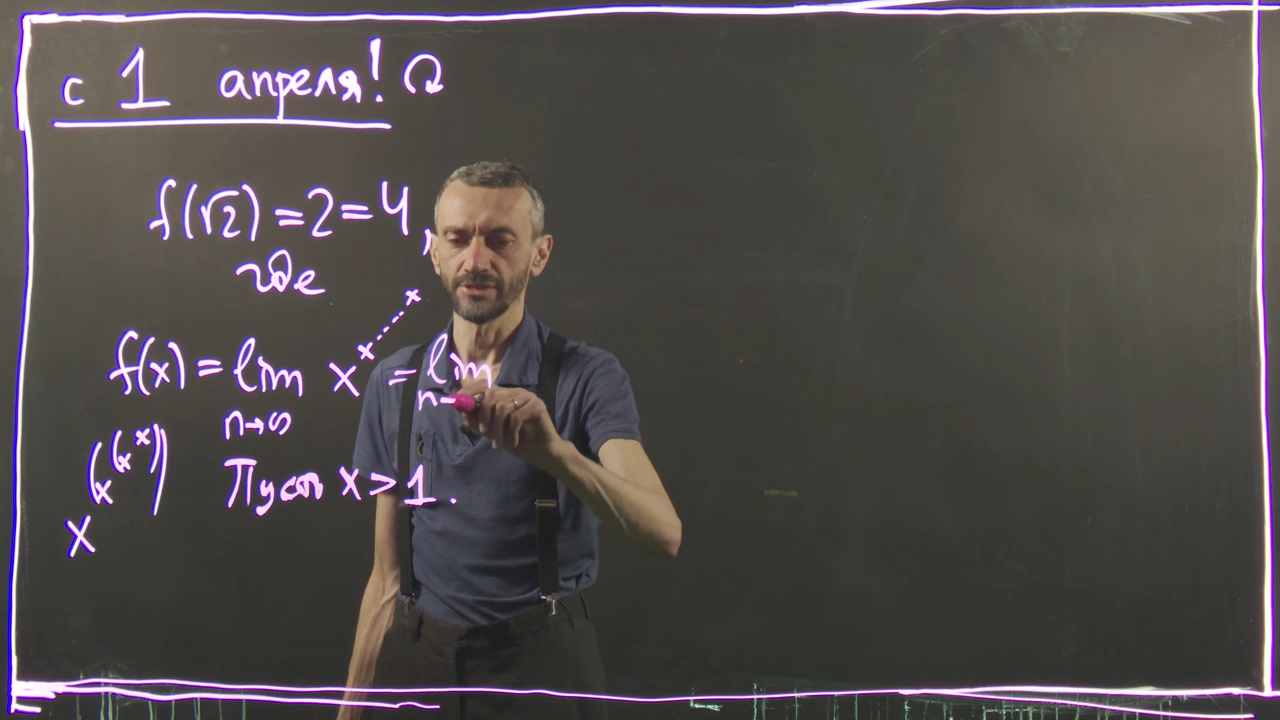 с 1 апреля!
f(√2) = 2 = 4,
где
f(x) = lim x^x^⋰^x = lim
n→∞ n-
x^(x^(x^x))
Пусть x > 1.